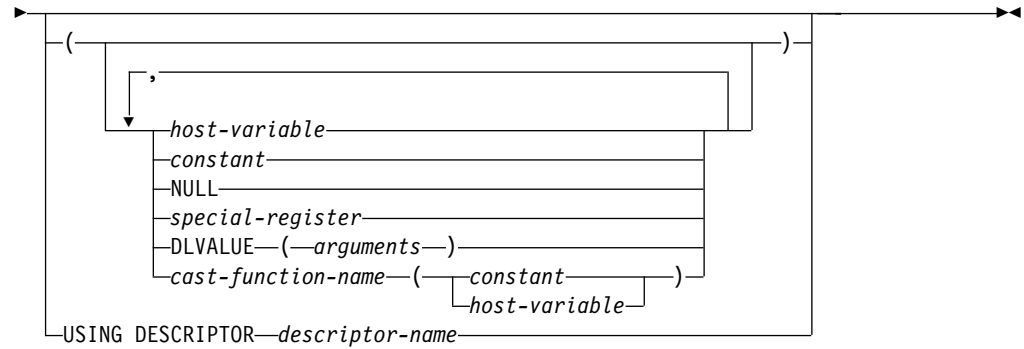 ( )
,
host-variable
constant
NULL
special-register
DLVALUE ( arguments )
cast-function-name ( constant )
host-variable
USING DESCRIPTOR descriptor-name